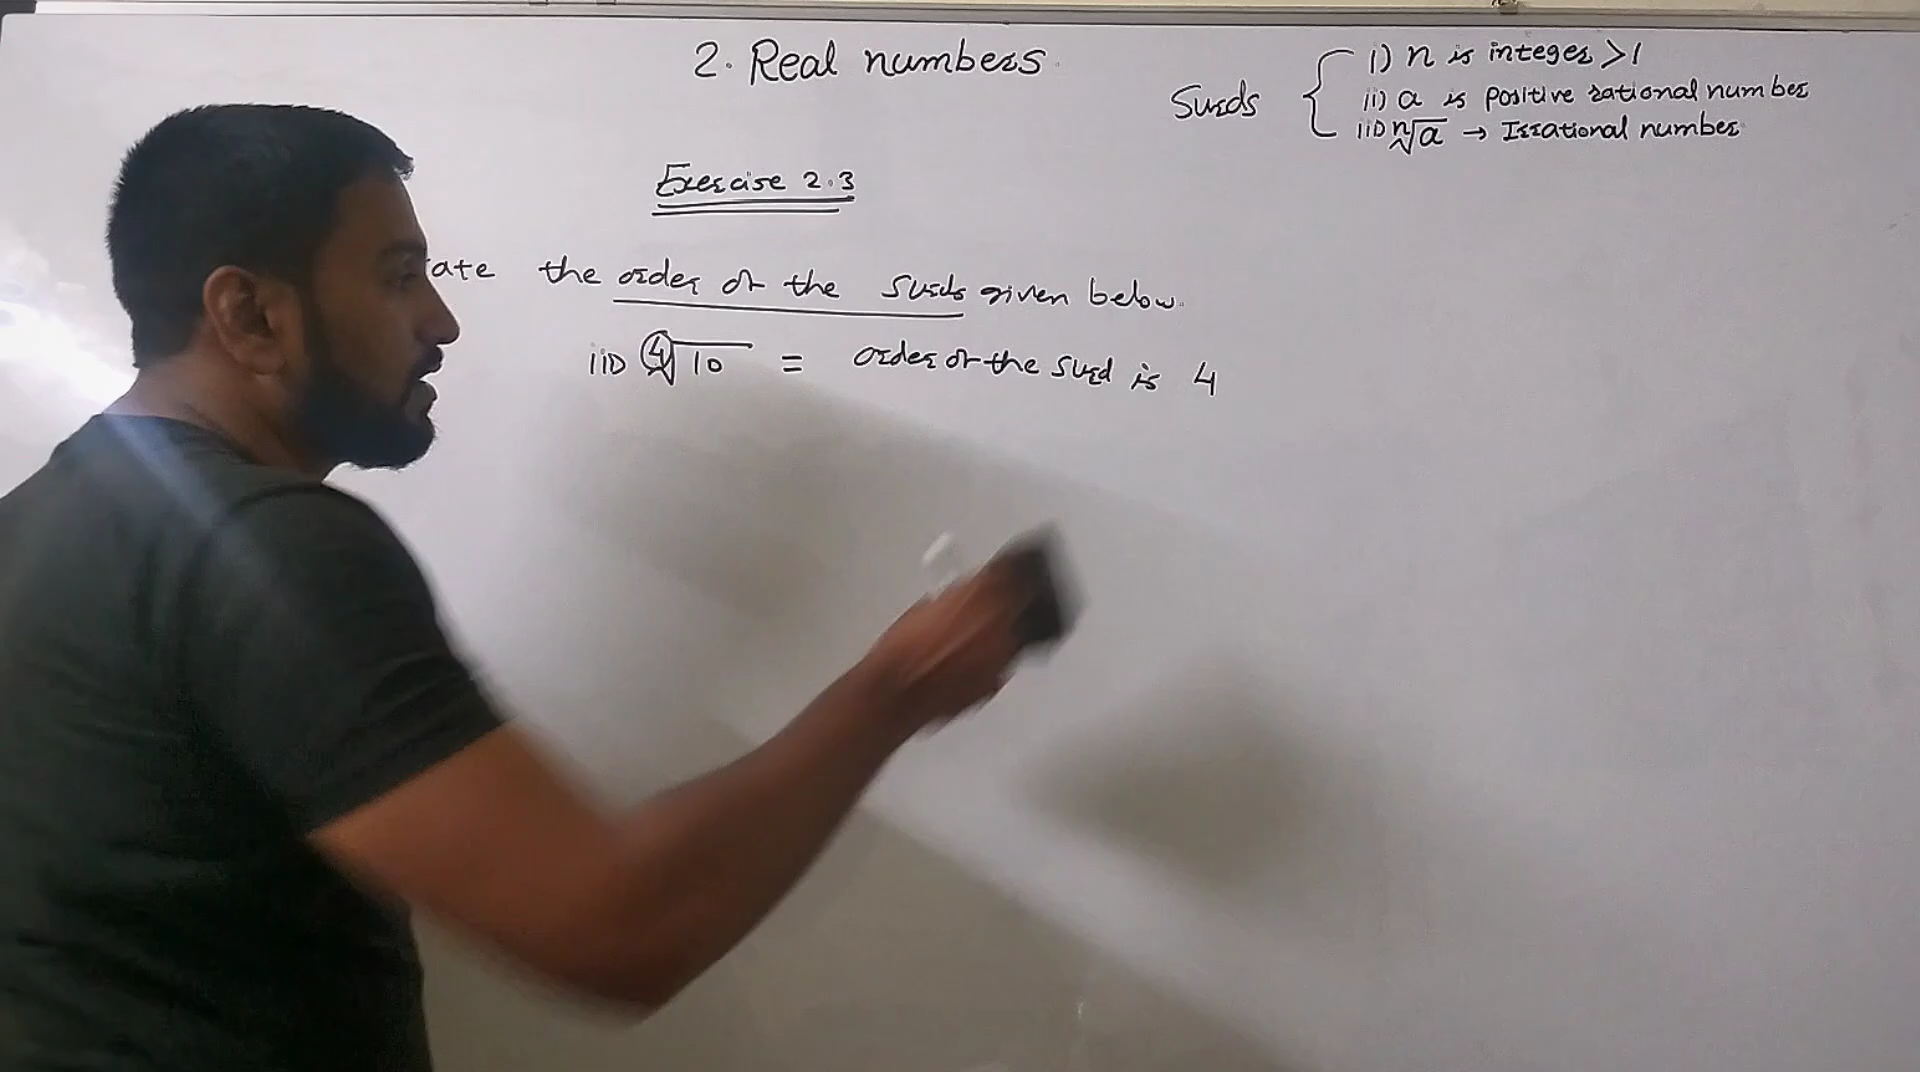 2. Real numbers
Surds
i) n is integer >1
ii) a is positive rational number
iii) ⁿ√a → Irrational number
Exercise 2.3
ate the order of the surds given below.
iii) ⁴√10 = order of the surd is 4